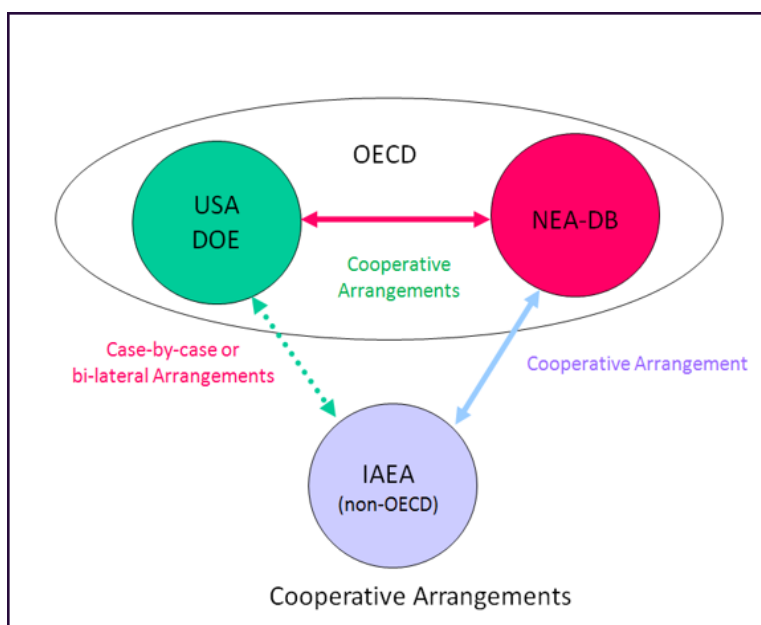 OECD
USA
DOE
NEA-DB
Cooperative
Arrangements
Case-by-case or
bi-lateral Arrangements
Cooperative Arrangement
IAEA
(non-OECD)
Cooperative Arrangements